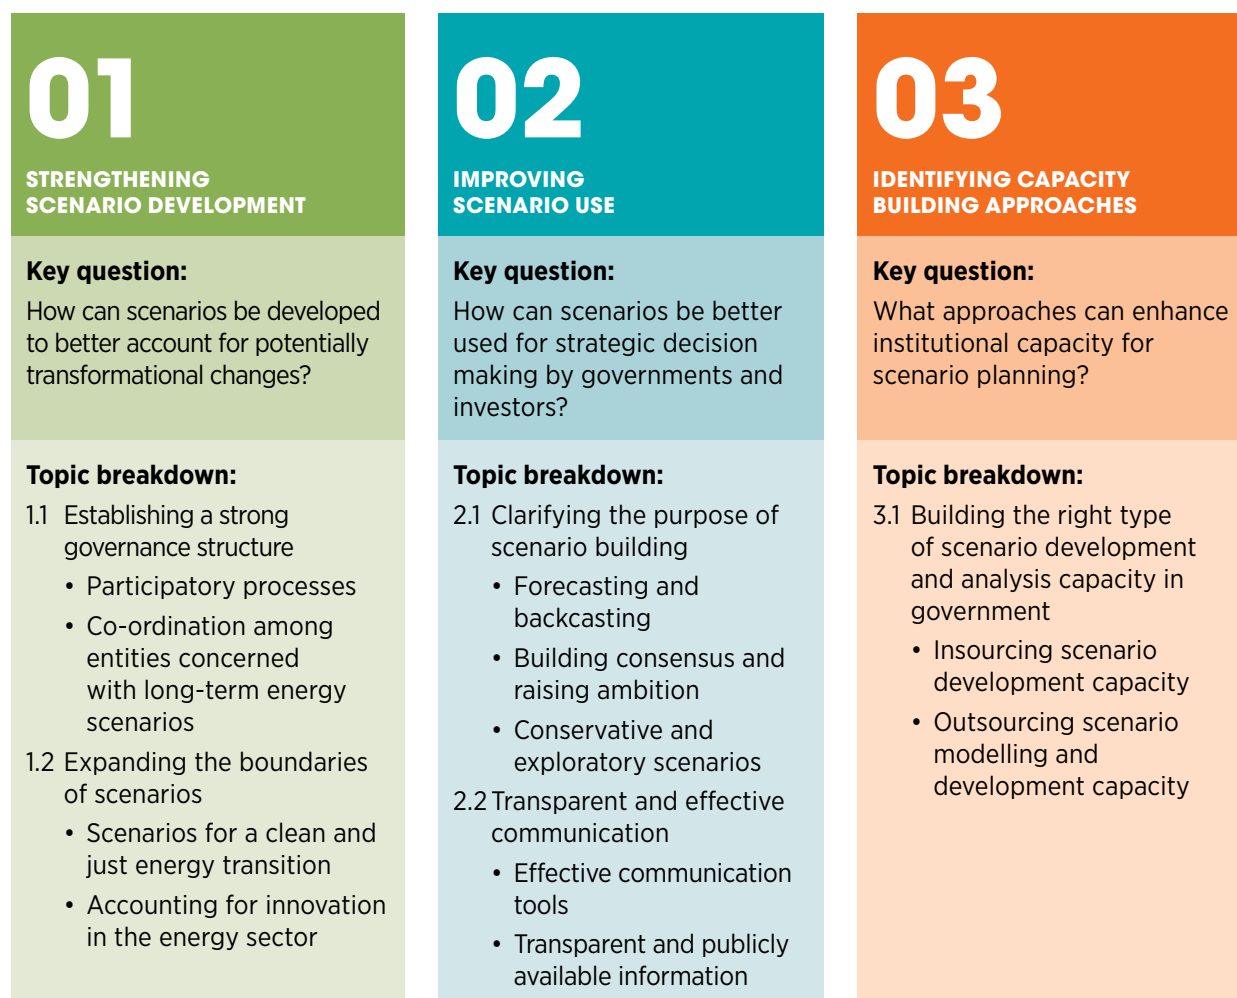 01
STRENGTHENING
SCENARIO DEVELOPMENT
Key question:
How can scenarios be developed
to better account for potentially
transformational changes?
Topic breakdown:
1.1 Establishing a strong
governance structure
• Participatory processes
• Co-ordination among
entities concerned
with long-term energy
scenarios
1.2 Expanding the boundaries
of scenarios
• Scenarios for a clean and
just energy transition
• Accounting for innovation
in the energy sector
02
IMPROVING
SCENARIO USE
Key question:
How can scenarios be better
used for strategic decision
making by governments and
investors?
Topic breakdown:
2.1 Clarifying the purpose of
scenario building
• Forecasting and
backcasting
• Building consensus and
raising ambition
• Conservative and
exploratory scenarios
2.2 Transparent and effective
communication
• Effective communication
tools
• Transparent and publicly
available information
03
IDENTIFYING CAPACITY
BUILDING APPROACHES
Key question:
What approaches can enhance
institutional capacity for
scenario planning?
Topic breakdown:
3.1 Building the right type
of scenario development
and analysis capacity in
government
• Insourcing scenario
development capacity
• Outsourcing scenario
modelling and
development capacity